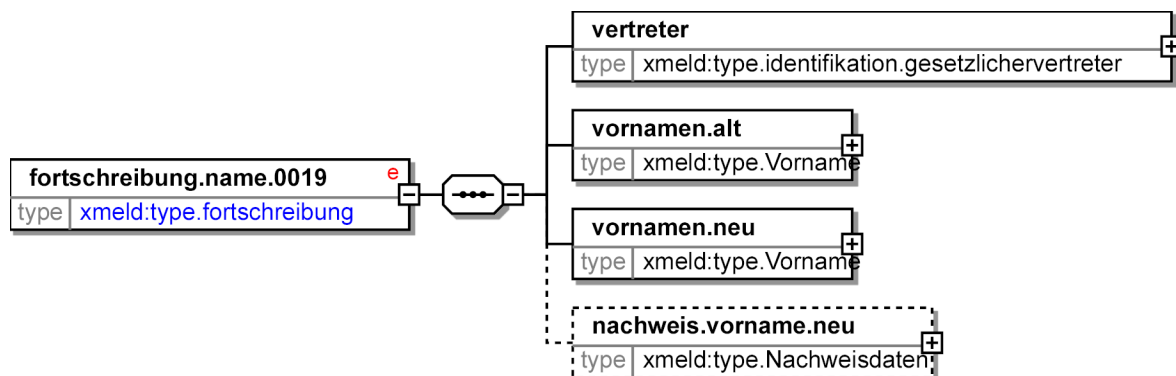 vertreter
type xmeld:type.identifikation.gesetzlichervertreter
vornamen.alt
type xmeld:type.Vorname
fortschreibung.name.0019 e
type xmeld:type.fortschreibung
vornamen.neu
type xmeld:type.Vorname
nachweis.vorname.neu
type xmeld:type.Nachweisdaten